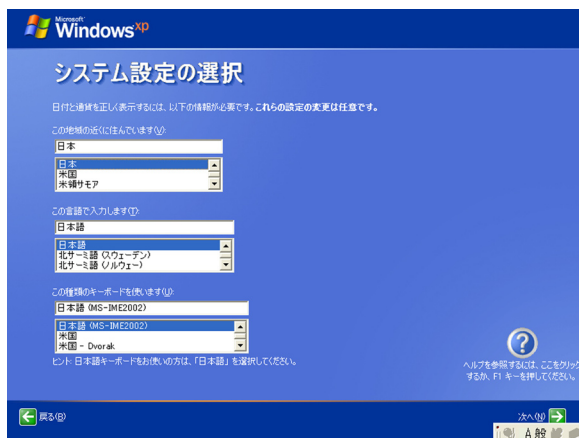 Microsoft
Windows xp
システム設定の選択
日付と通貨を正しく表示するには、以下の情報が必要です。これらの設定の変更は任意です。
この地域の近くに住んでいます(V):
日本
日本
米国
米領サモア
この言語で入力します(T):
日本語
日本語
北サーミ語 (スウェーデン)
北サーミ語 (ノルウェー)
この種類のキーボードを使います(U):
日本語 (MS-IME2002)
日本語 (MS-IME2002)
米国
米国 - Dvorak
ヒント: 日本語キーボードをお使いの方は、「日本語」を選択してください。
ヘルプを参照するには、ここをクリック
するか、F1 キーを押してください。
戻る(B)
次へ(N)
A 般